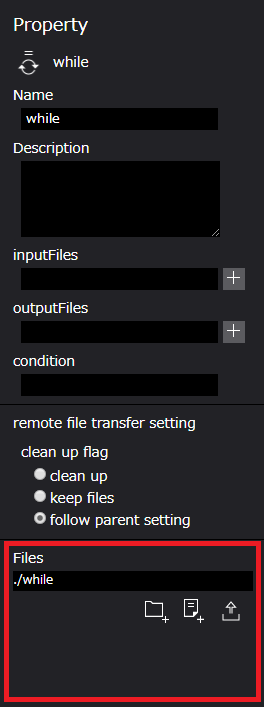 Property
while
Name
while
Description
inputFiles
outputFiles
condition
remote file transfer setting
clean up flag
clean up
keep files
follow parent setting
Files
./while